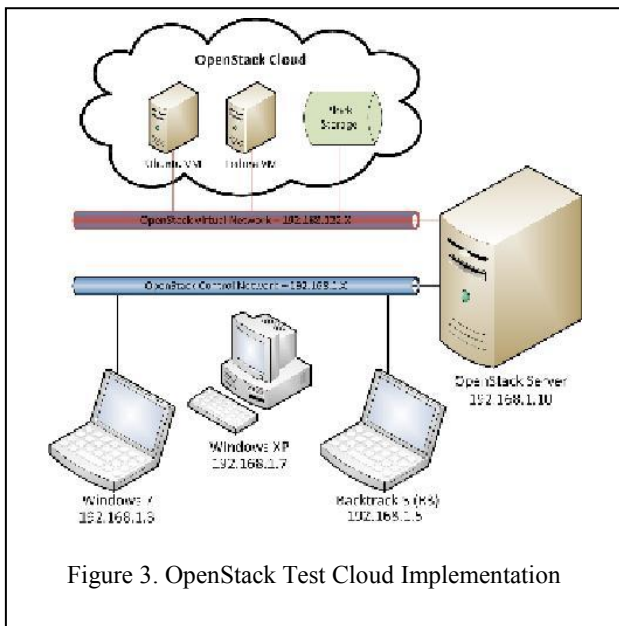 OpenStack Cloud
Block
Storage
Ubuntu VM
Fedora VM
OpenStack Virtual Network – 192.168.122.X
OpenStack Control Network – 192.168.1.X
OpenStack Server
192.168.1.10
Windows XP
192.168.1.7
Windows 7
Backtrack 5 (R3)
192.168.1.5
Figure 3. OpenStack Test Cloud Implementation